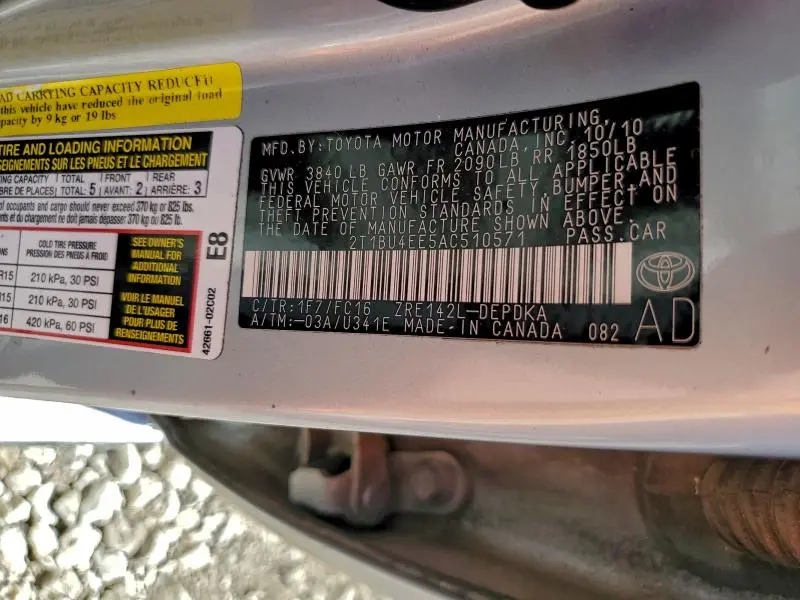 AD CARRYING CAPACITY REDUCED
this vehicle have reduced the original load
pacity by 9 kg or 19 lbs
TIRE AND LOADING INFORMATION
SEIGNEMENTS SUR LES PNEUS ET LE CHARGEMENT
ING CAPACITY TOTAL: 5 FRONT 2 REAR 3
BRE DE PLACES TOTAL: AVANT: ARRIÈRE:
of occupants and cargo should never exceed 370 kg or 825 lb.
nts et du chargement ne doit jamais dépasser 370 kg ou 825 lb.
COLD TIRE PRESSURE
PRESSION DES PNEUS À FROID
R15 210 kPa, 30 PSI
R15 210 kPa, 30 PSI
16 420 kPa, 60 PSI
SEE OWNER'S
MANUAL FOR
ADDITIONAL
INFORMATION
VOIR LE MANUEL
DE L'USAGER
POUR PLUS DE
RENSEIGNEMENTS
E8
42661-02C02
MFD.BY:TOYOTA MOTOR MANUFACTURING,
CANADA,INC. 10/10
GVWR 3840 LB GAWR FR 2090 LB RR 1850LB
THIS VEHICLE CONFORMS TO ALL APPLICABLE
FEDERAL MOTOR VEHICLE SAFETY,BUMPER,AND
THEFT PREVENTION STANDARDS IN EFFECT ON
THE DATE OF MANUFACTURE SHOWN ABOVE.
2T1BU4EE5AC510571 PASS.CAR
C/TR:1F7/FC16 ZRE142L-DEPDKA
A/TM:-03A/U341E MADE-IN CANADA 082 AD